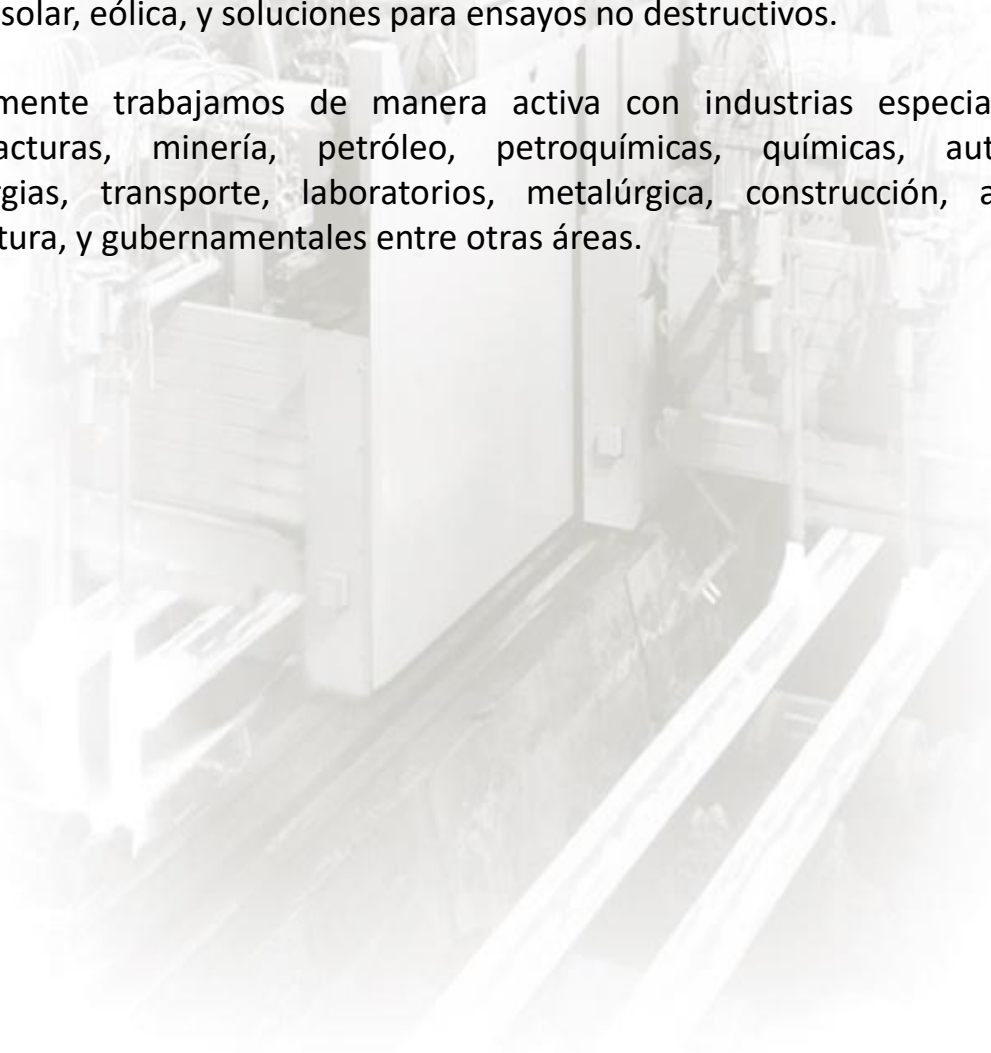 solar, eólica, y soluciones para ensayos no destructivos.
mente trabajamos de manera activa con industrias especia
acturas, minería, petróleo, petroquímicas, químicas, aut
gias, transporte, laboratorios, metalúrgica, construcción, a
tura, y gubernamentales entre otras áreas.